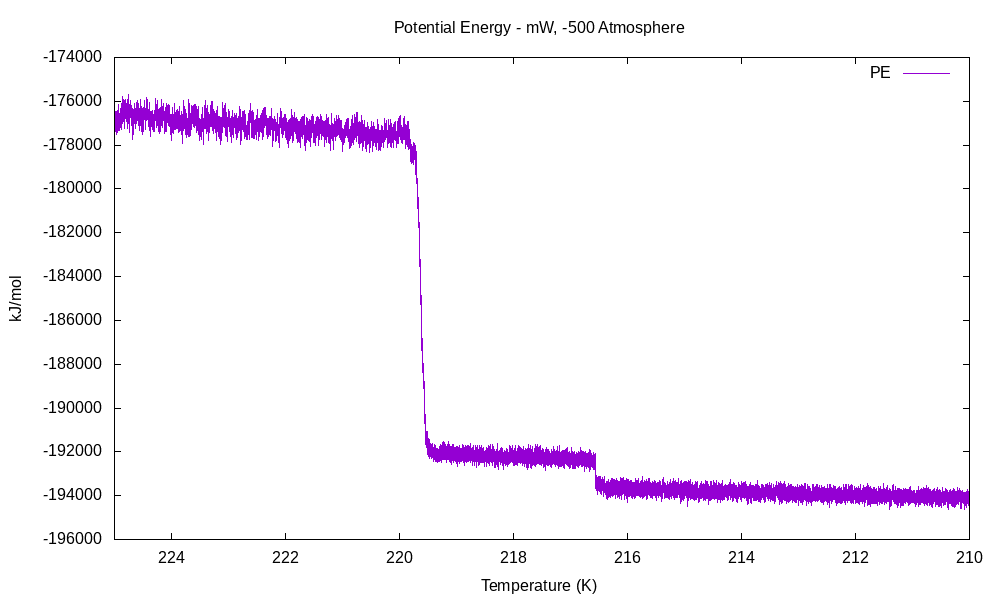 Potential Energy - mW, -500 Atmosphere
PE
-174000
-176000
-178000
-180000
-182000
-184000
-186000
-188000
-190000
-192000
-194000
-196000
kJ/mol
224 222 220 218 216 214 212 210
Temperature (K)